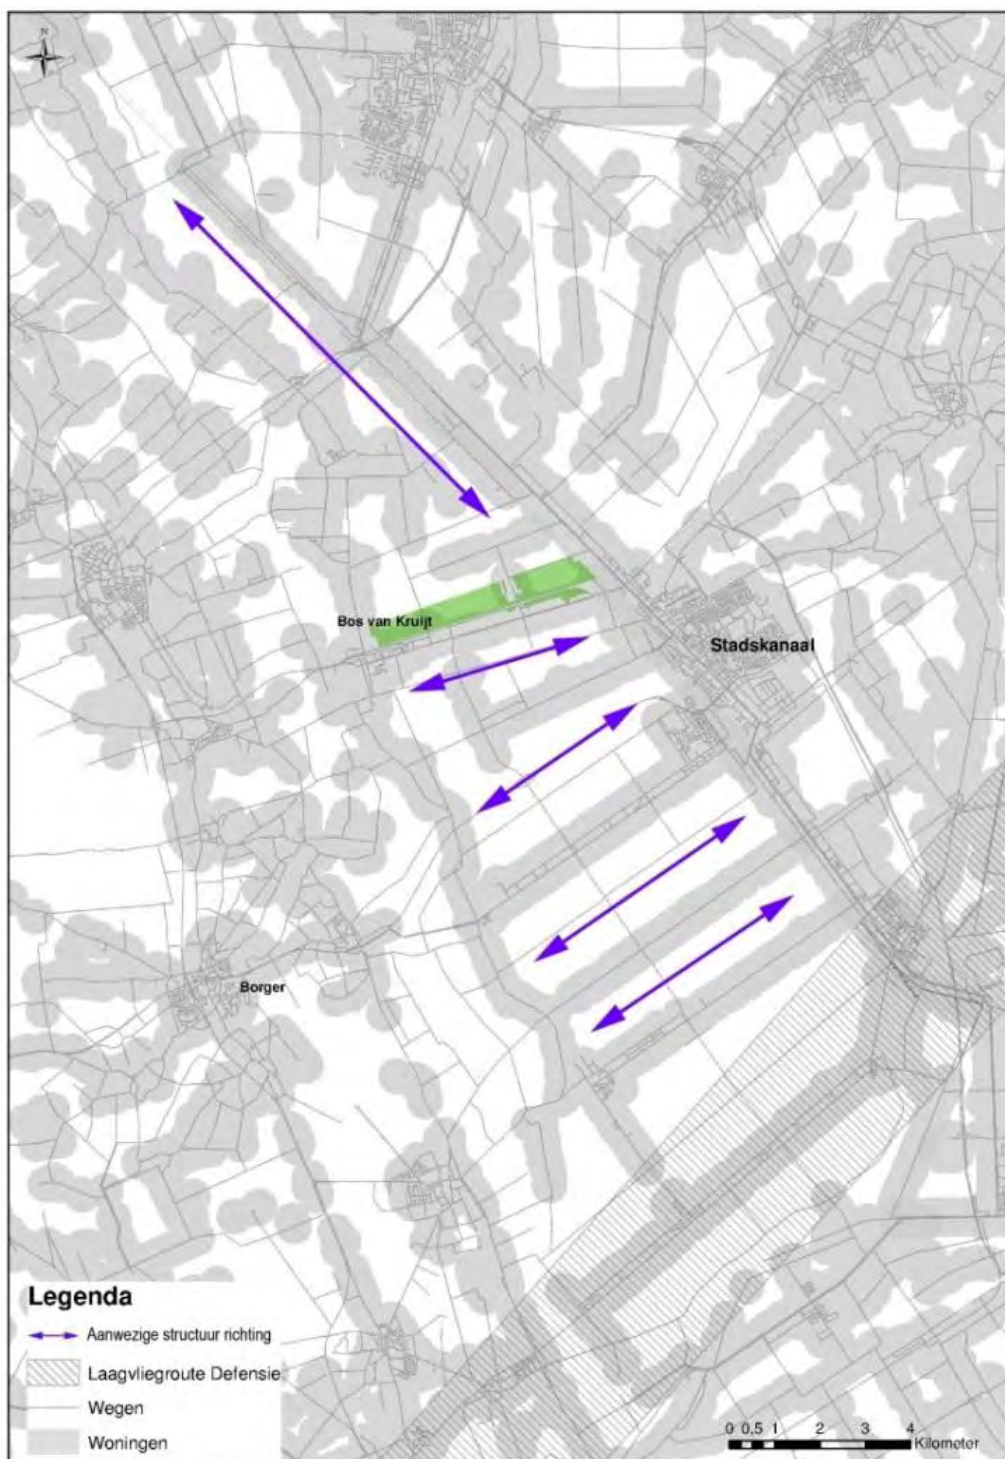 N
Bos van Kruijt
Stadskanaal
Borger
Legenda
Aanwezige structuur richting
Laagvliegroute Defensie
Wegen
Woningen
0 0,5 1 2 3 4
Kilometer